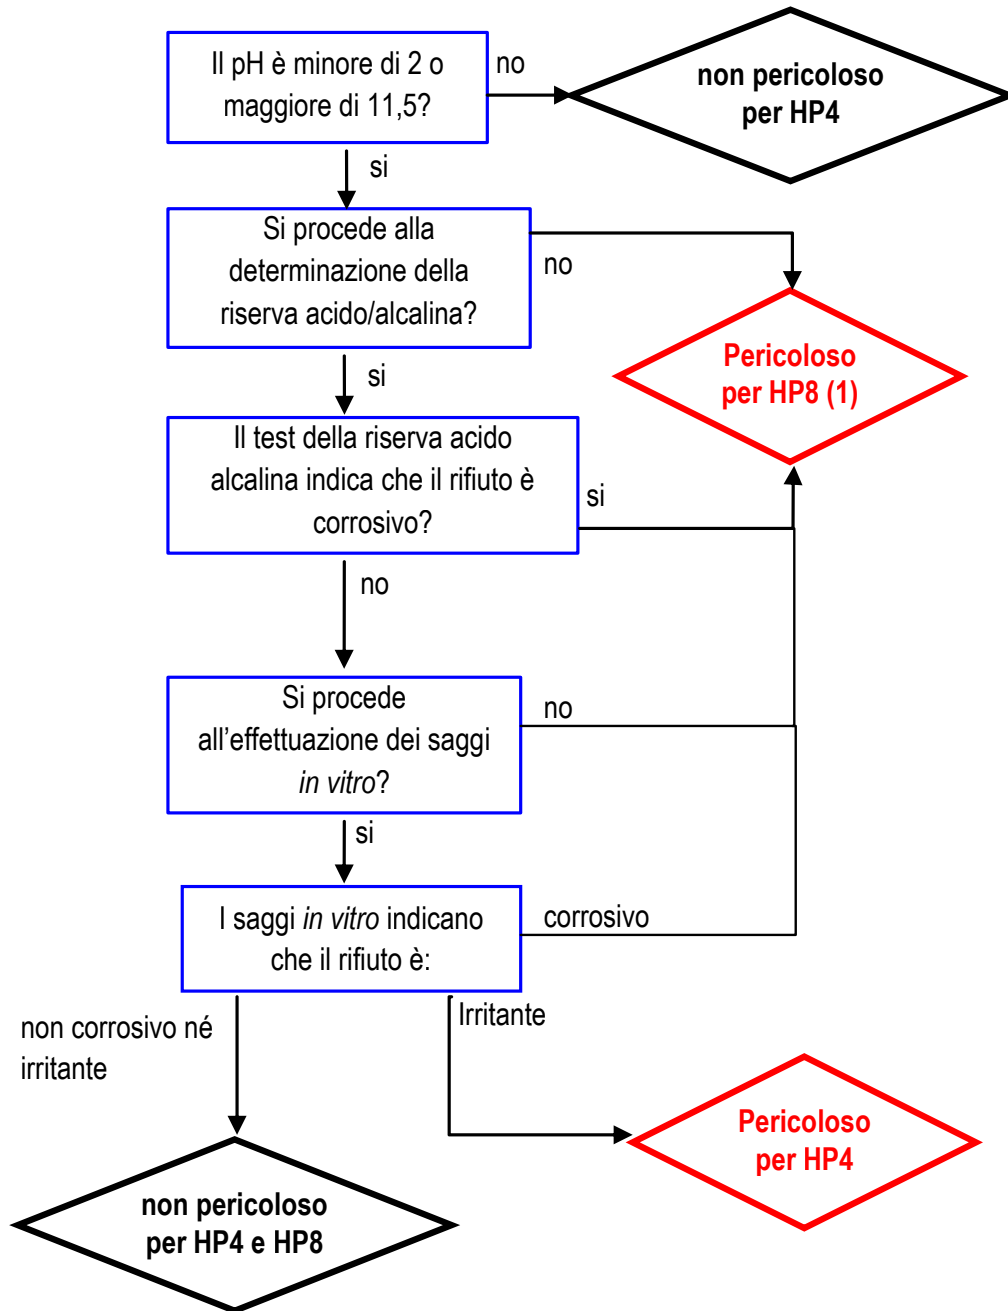 Il pH è minore di 2 o
maggiore di 11,5?
no
non pericoloso
per HP4
si
Si procede alla
determinazione della
riserva acido/alcalina?
no
Pericoloso
per HP8 (1)
si
Il test della riserva acido
alcalina indica che il rifiuto è
corrosivo?
si
no
Si procede
all’effettuazione dei saggi
in vitro?
no
si
I saggi in vitro indicano
che il rifiuto è:
corrosivo
non corrosivo né
irritante
Irritante
Pericoloso
per HP4
non pericoloso
per HP4 e HP8